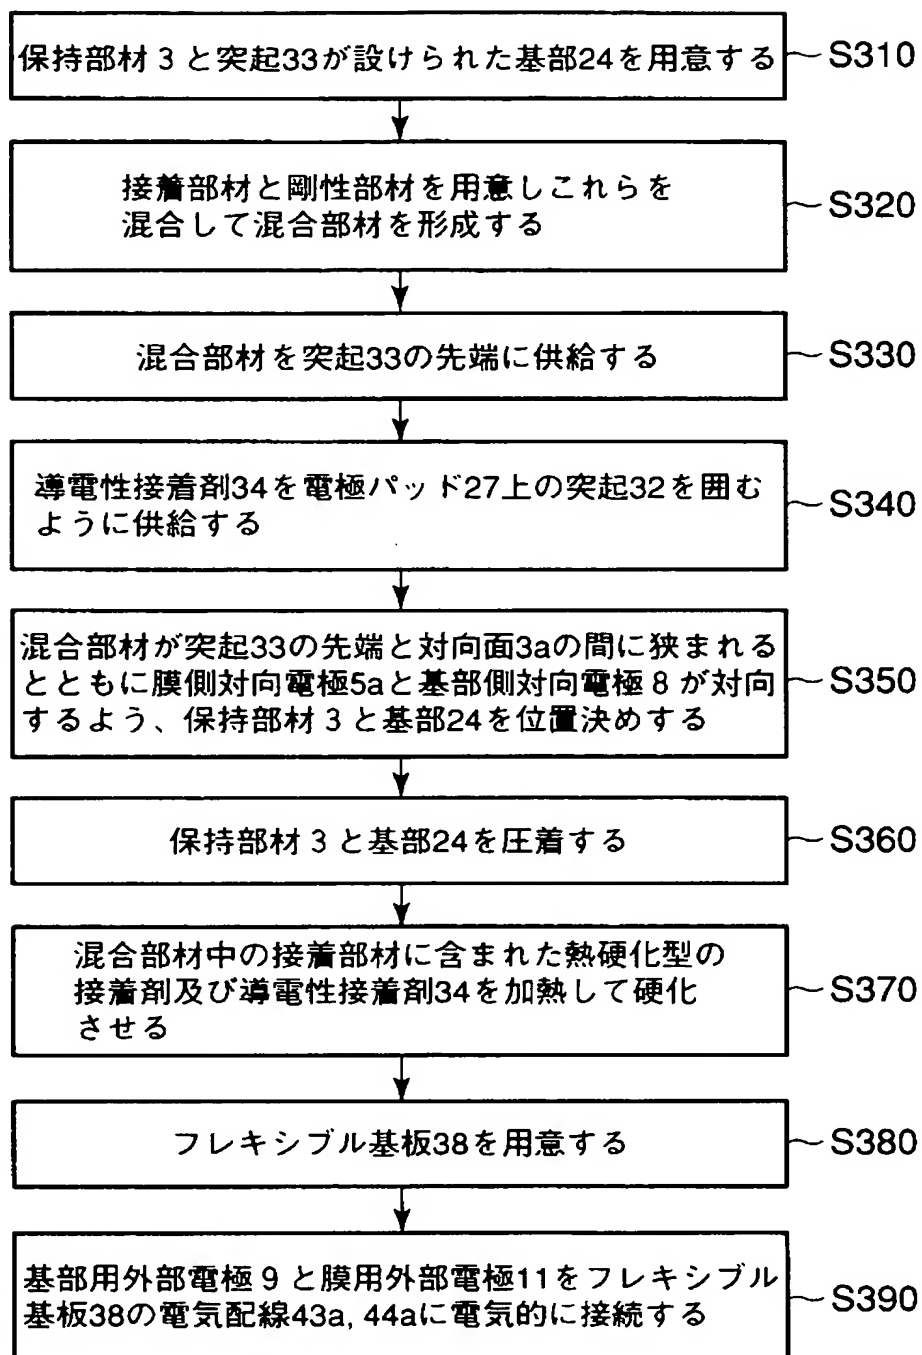 保持部材3と突起33が設けられた基部24を用意する
S310
接着部材と剛性部材を用意しこれらを
混合して混合部材を形成する
S320
混合部材を突起33の先端に供給する
S330
導電性接着剤34を電極パッド27上の突起32を囲む
ように供給する
S340
混合部材が突起33の先端と対向面3aの間に狭まれる
とともに膜側対向電極5aと基部側対向電極8が対向
するよう、保持部材3と基部24を位置決めする
S350
保持部材3と基部24を圧着する
S360
混合部材中の接着部材に含まれた熱硬化型の
接着剤及び導電性接着剤34を加熱して硬化
させる
S370
フレキシブル基板38を用意する
S380
基部用外部電極9と膜用外部電極11をフレキシブル
基板38の電気配線43a, 44aに電気的に接続する
S390